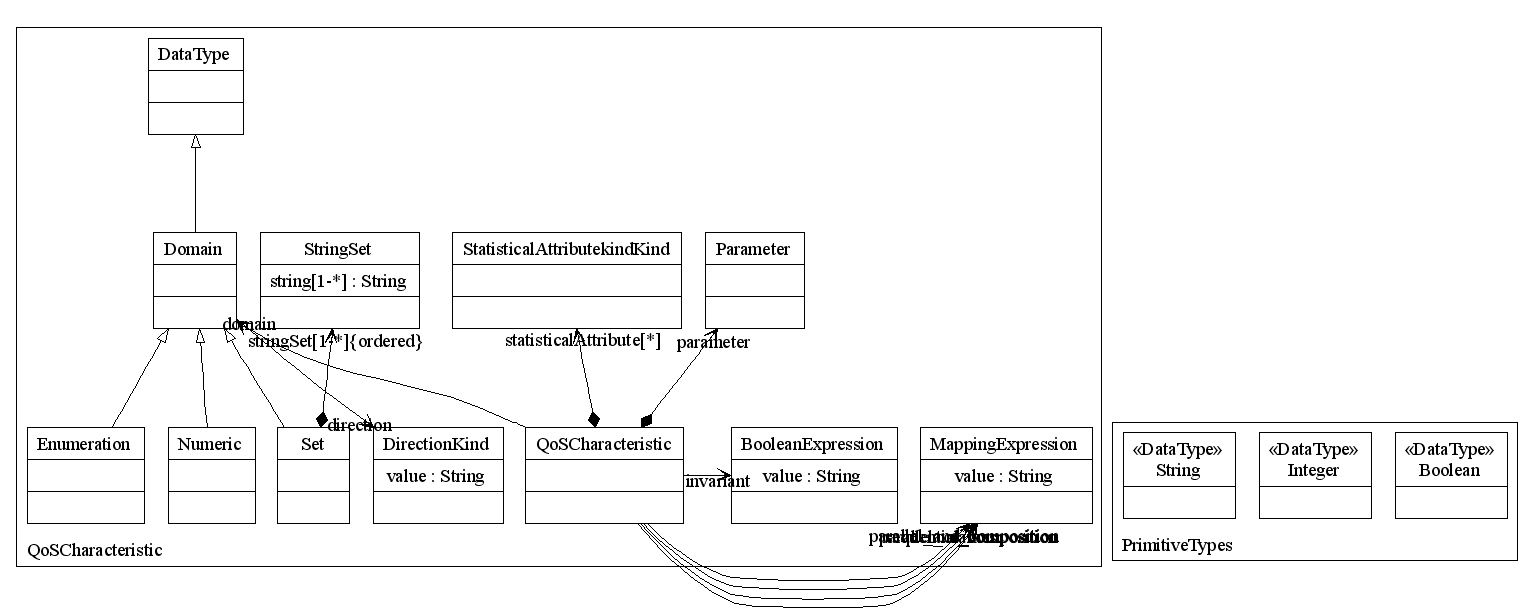 DataType
Domain
StringSet
string[1-*] : String
StatisticalAttributekindKind
Parameter
domain
stringSet[1-*]{ordered}
statisticalAttribute[*]
parameter
direction
Enumeration
Numeric
Set
DirectionKind
value : String
QoSCharacteristic
invariant
BooleanExpression
value : String
MappingExpression
value : String
QoSCharacteristic
«DataType»
String
«DataType»
Integer
«DataType»
Boolean
PrimitiveTypes